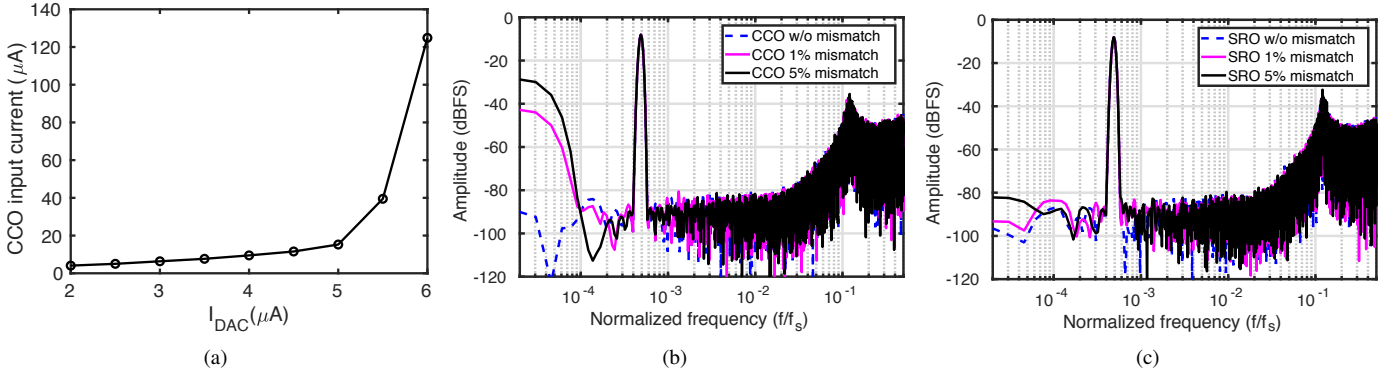 140
120
100
80
60
40
20
0
CCO input current ( μA)
2
3
4
5
6
I_DAC(μA)
(a)
0
-20
-40
-60
-80
-100
-120
Amplitude (dBFS)
CCO w/o mismatch
CCO 1% mismatch
CCO 5% mismatch
10^-4
10^-3
10^-2
10^-1
Normalized frequency (f/f_s)
(b)
0
-20
-40
-60
-80
-100
-120
Amplitude (dBFS)
SRO w/o mismatch
SRO 1% mismatch
SRO 5% mismatch
10^-4
10^-3
10^-2
10^-1
Normalized frequency (f/f_s)
(c)